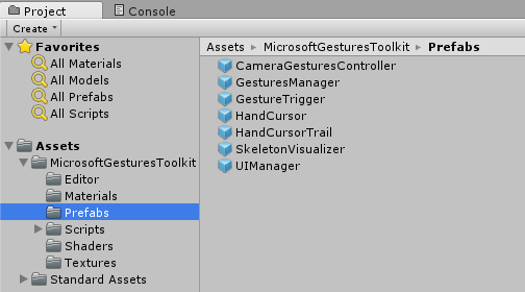 Project
Console
Create
Favorites
All Materials
All Models
All Prefabs
All Scripts
Assets
MicrosoftGesturesToolkit
Editor
Materials
Prefabs
Scripts
Shaders
Textures
Standard Assets
Assets MicrosoftGesturesToolkit Prefabs
CameraGesturesController
GesturesManager
GestureTrigger
HandCursor
HandCursorTrail
SkeletonVisualizer
UIManager